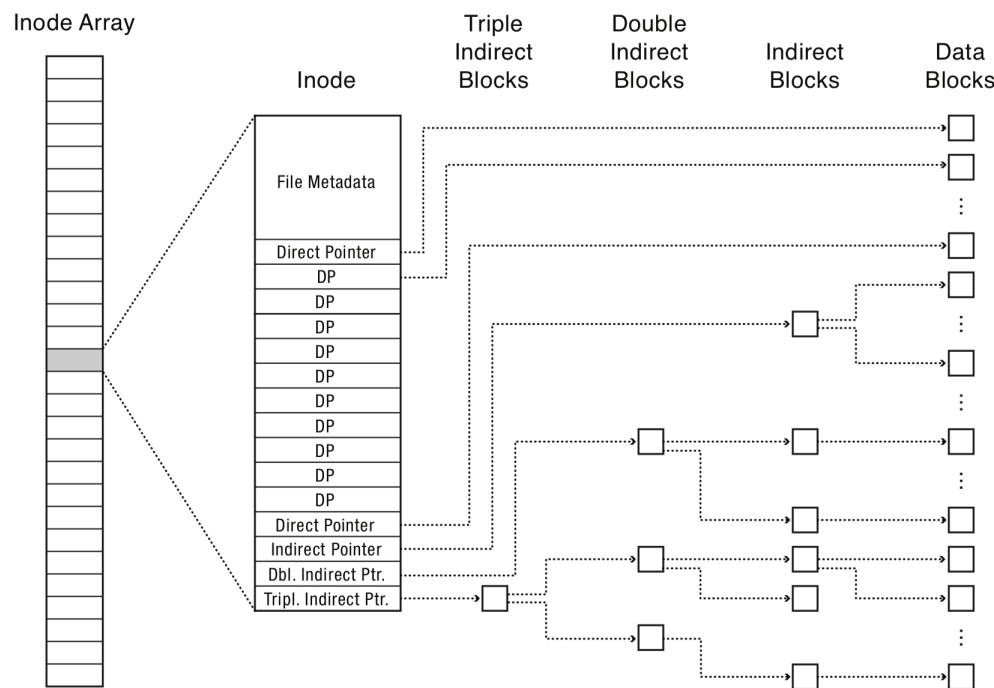 Inode Array
Inode
Triple
Indirect
Blocks
Double
Indirect
Blocks
Indirect
Blocks
Data
Blocks
File Metadata
Direct Pointer
DP
DP
DP
DP
DP
DP
DP
DP
DP
DP
Direct Pointer
Indirect Pointer
Dbl. Indirect Ptr.
Tripl. Indirect Ptr.